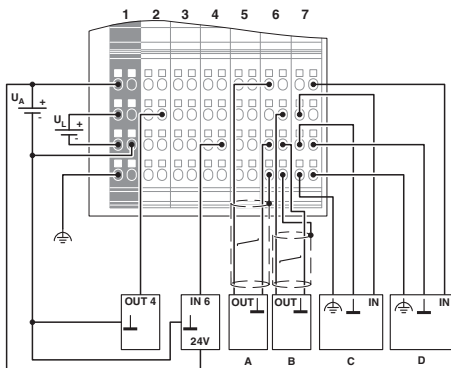 1 2 3 4 5 6 7
UA
+
-
UL
+
-
OUT 4
IN 6
24V
OUT
OUT
IN
IN
A B C D